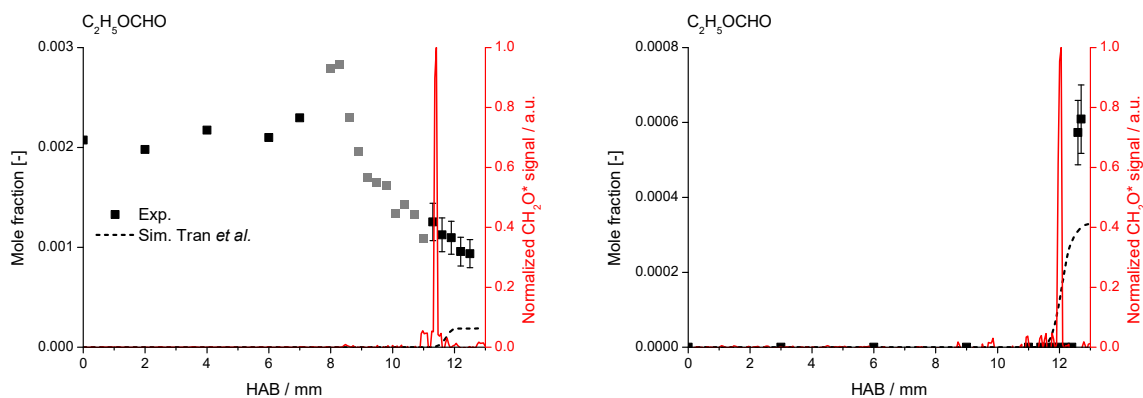 C₂H₅OCHO
0.003
0.002
0.001
0.000
Mole fraction [-]
Exp.
Sim. Tran et al.
0 2 4 6 8 10 12
HAB / mm
1.0
0.8
0.6
0.4
0.2
0.0
Normalized CH₂O* signal / a.u.
C₂H₅OCHO
0.0008
0.0006
0.0004
0.0002
0.0000
Mole fraction [-]
0 2 4 6 8 10 12
HAB / mm
1.0
0.8
0.6
0.4
0.2
0.0
Normalized CH₂O* signal / a.u.